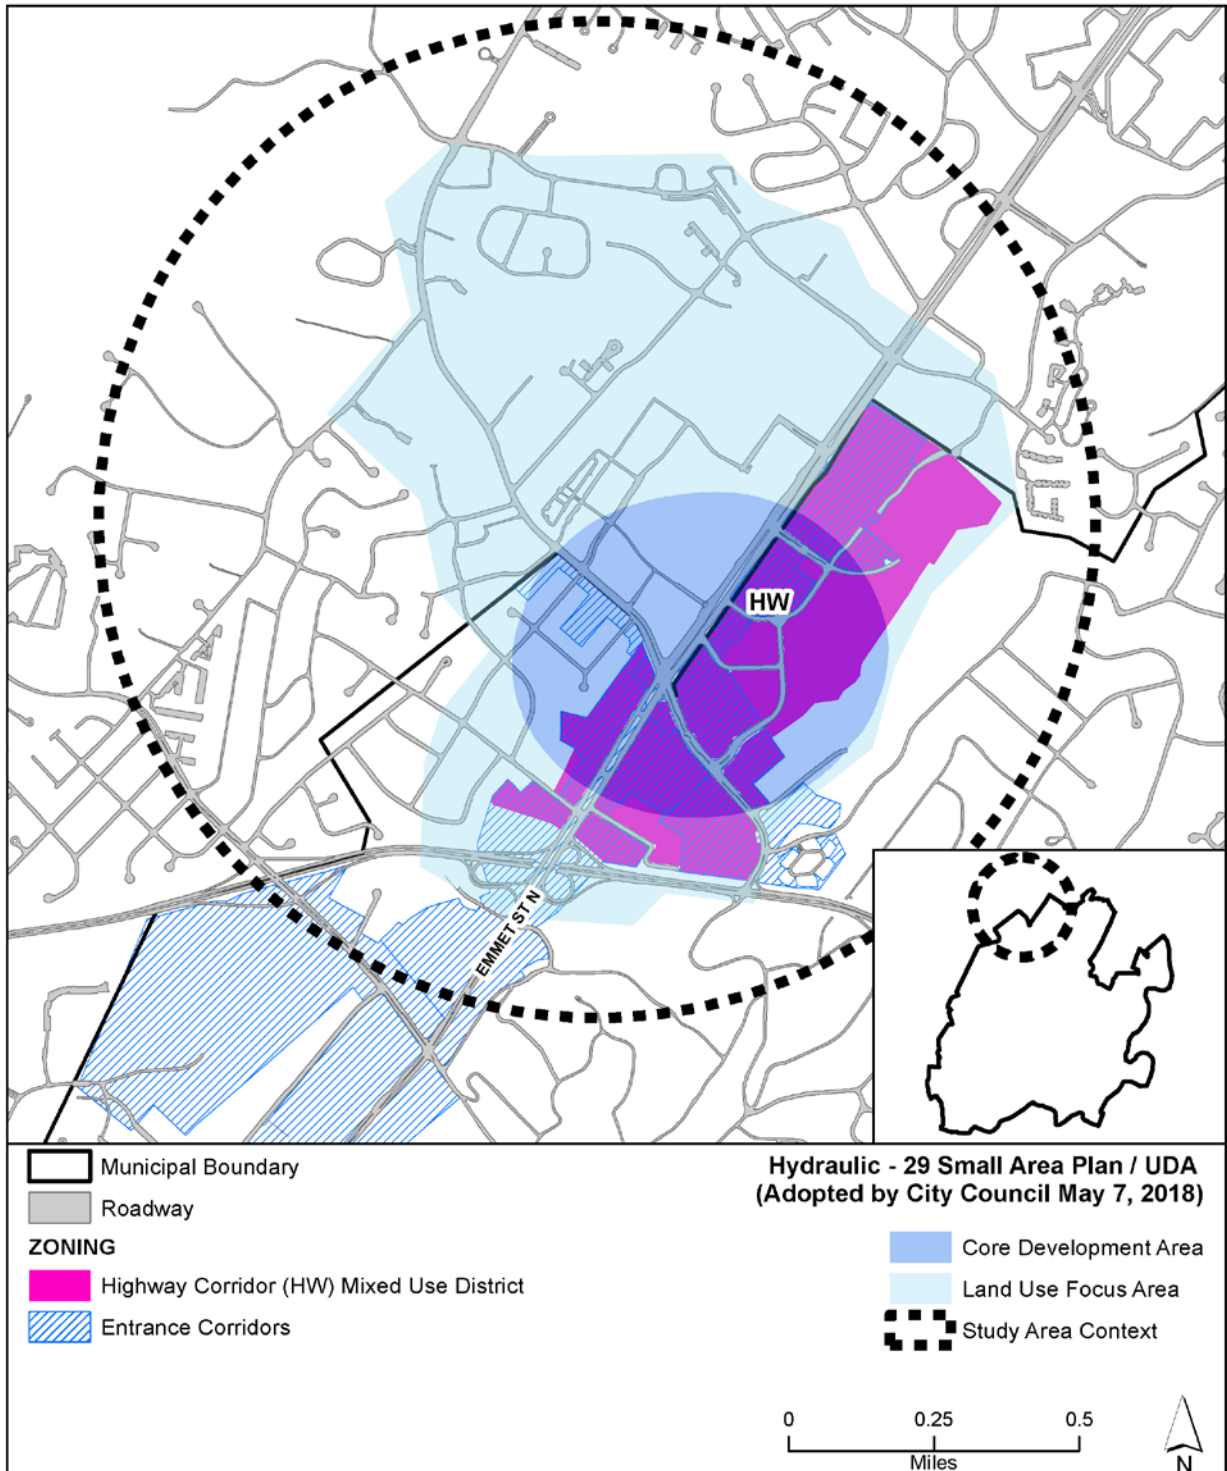 HW
EMMET ST N
Municipal Boundary
Roadway
ZONING
Highway Corridor (HW) Mixed Use District
Entrance Corridors
Hydraulic - 29 Small Area Plan / UDA
(Adopted by City Council May 7, 2018)
Core Development Area
Land Use Focus Area
Study Area Context
0 0.25 0.5
Miles
N